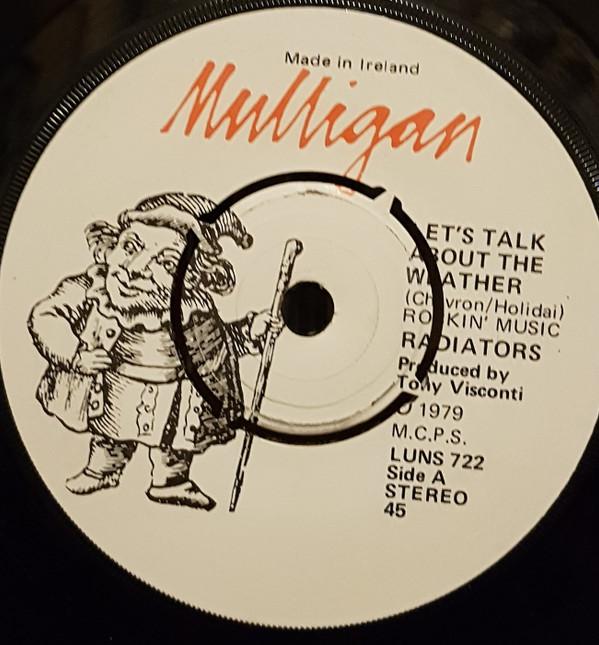 Made in Ireland
Mulligan
ET'S TALK
ABOUT THE
WEATHER
(Chevron/Holidai)
ROCKIN' MUSIC
RADIATORS
Produced by
Tony Visconti
1979
M.C.P.S.
LUNS 722
Side A
STEREO
45